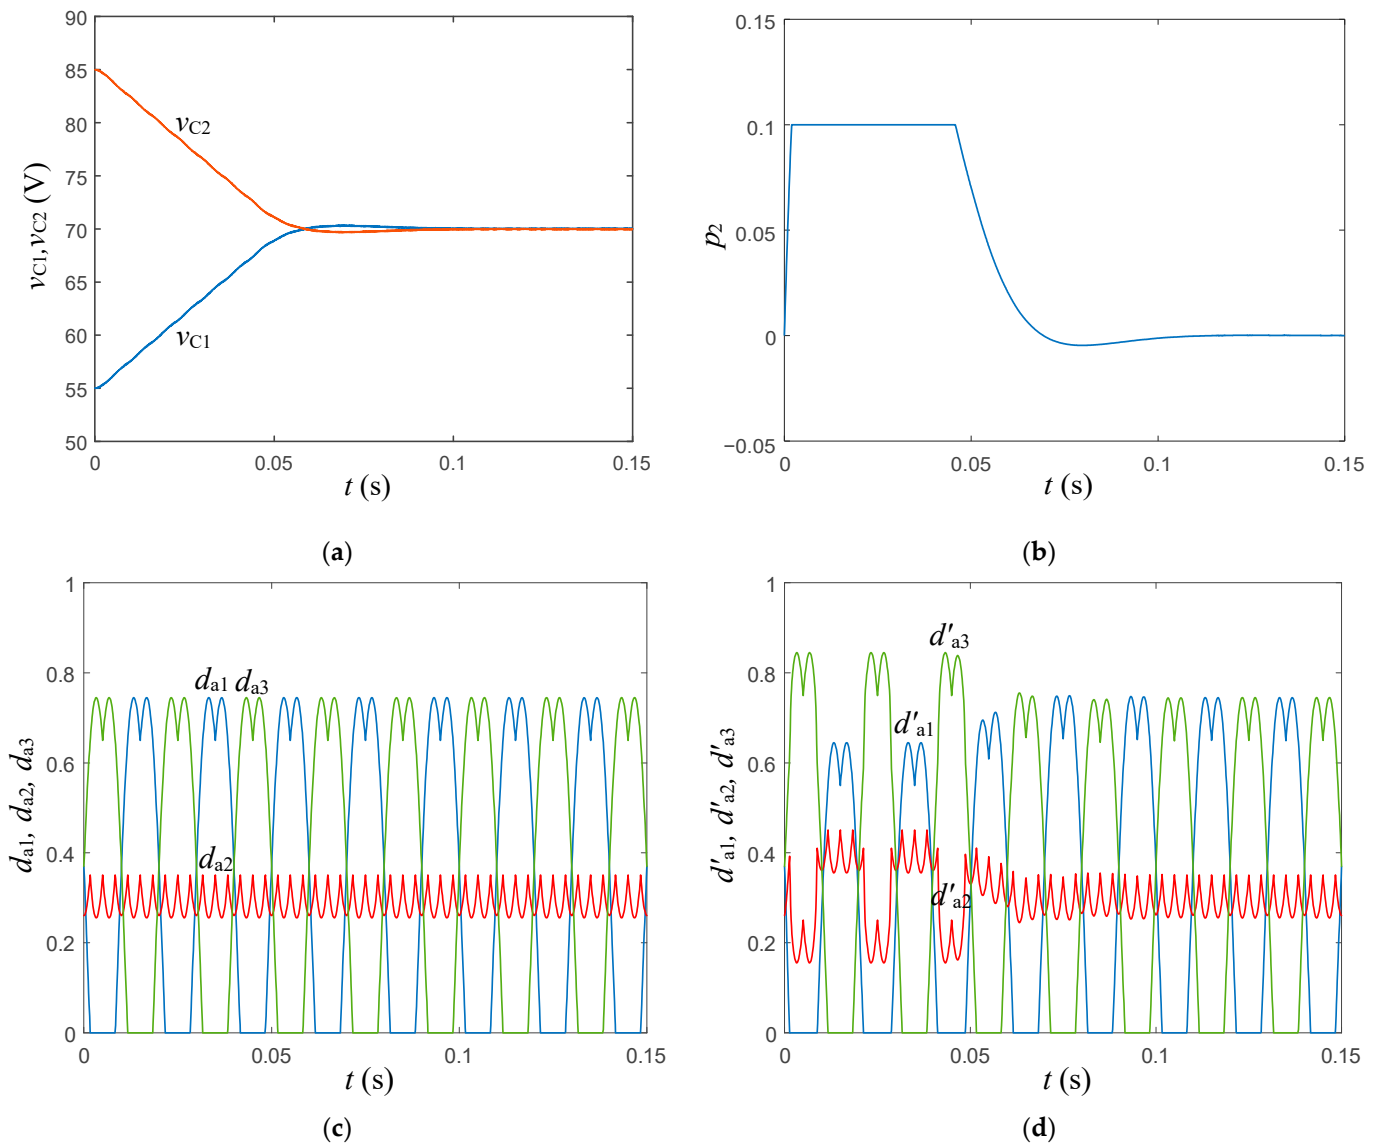 90
85
80
75
70
65
60
55
50
vC1,vC2 (V)
vC2
vC1
0
0.05
0.1
0.15
t (s)
(a)
0.15
0.1
0.05
0
−0.05
p2
0
0.05
0.1
0.15
t (s)
(b)
1
0.8
0.6
0.4
0.2
0
da1, da2, da3
da1 da3
da2
0
0.05
0.1
0.15
t (s)
(c)
1
0.8
0.6
0.4
0.2
0
d′a1, d′a2, d′a3
d′a3
d′a1
d′a2
0
0.05
0.1
0.15
t (s)
(d)